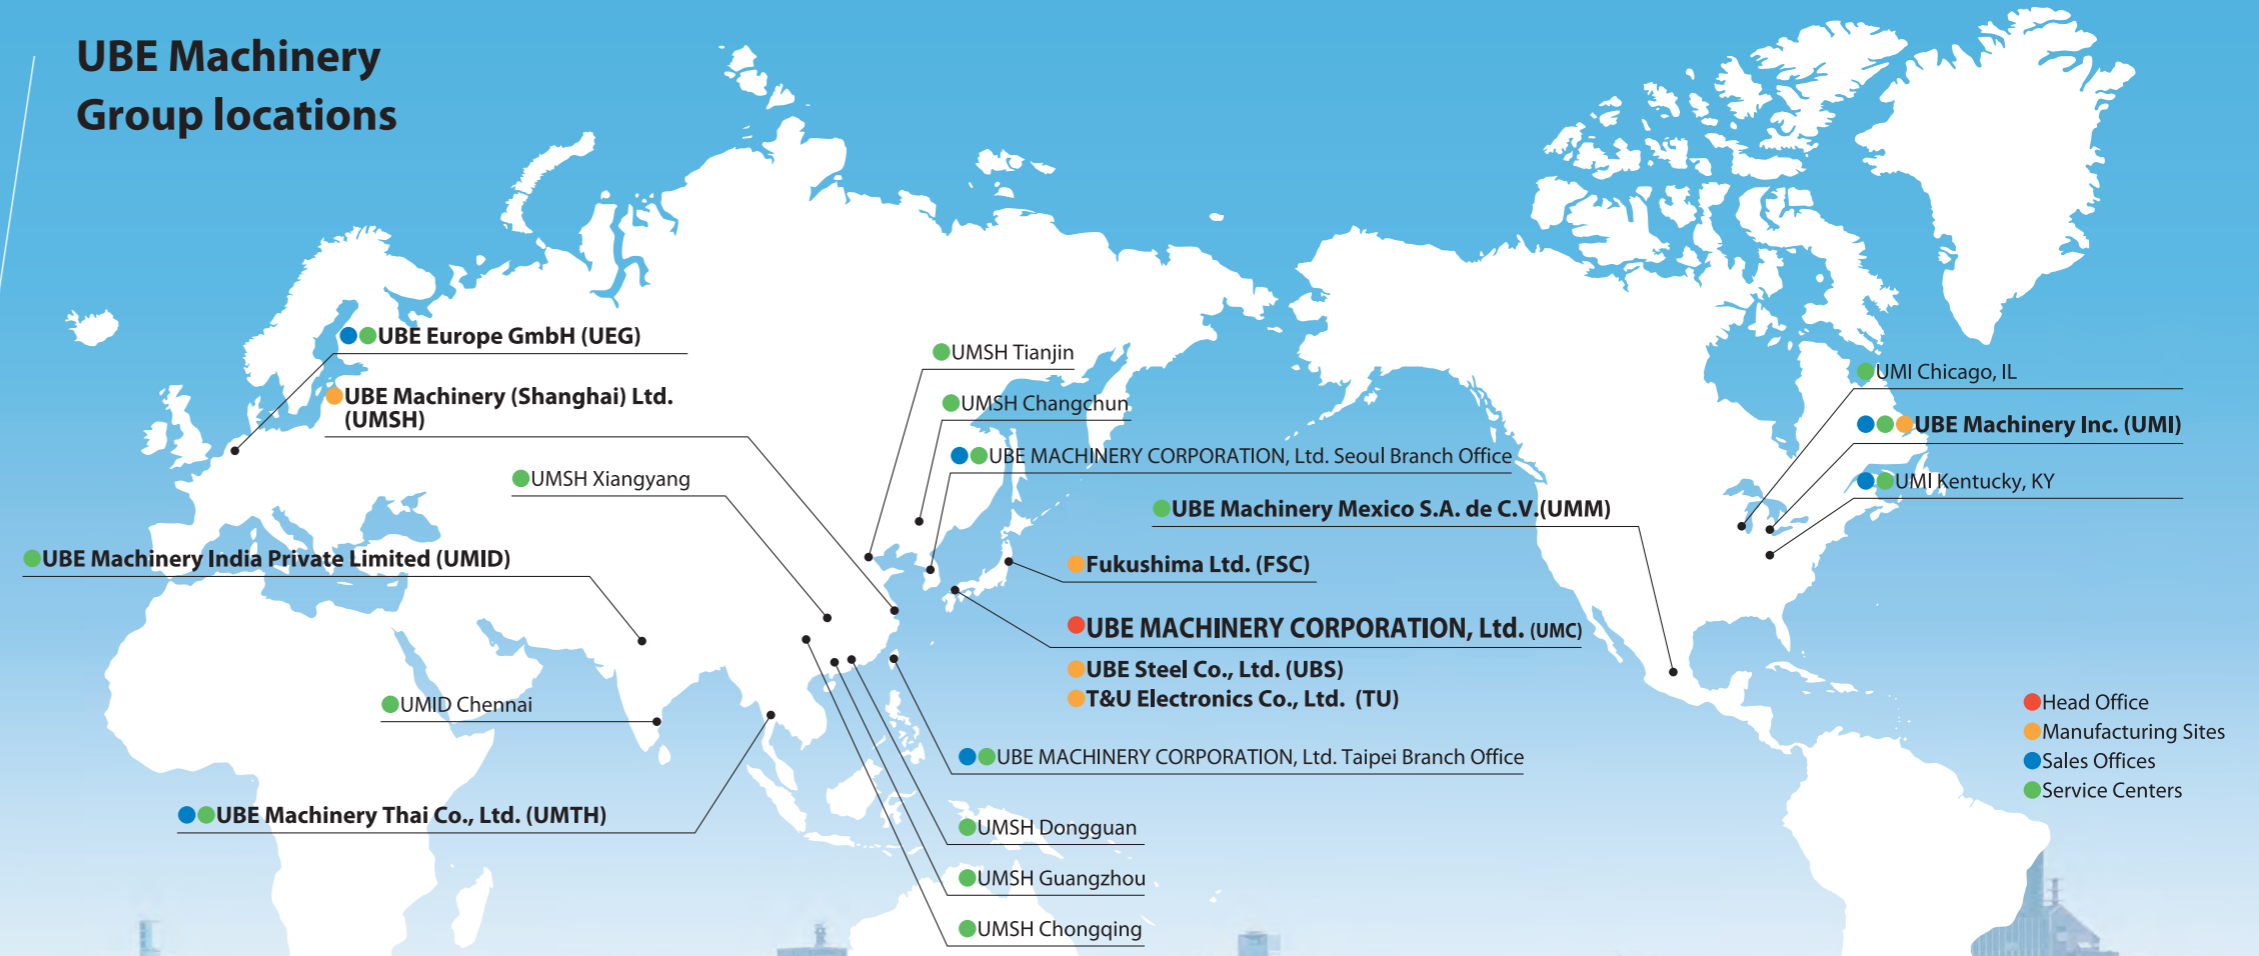 UBE Machinery
Group locations
UBE Europe GmbH (UEG)
UBE Machinery (Shanghai) Ltd.
(UMSH)
UMSH Xiangyang
UBE Machinery India Private Limited (UMID)
UMID Chennai
UBE Machinery Thai Co., Ltd. (UMTH)
UMSH Tianjin
UMSH Changchun
UBE MACHINERY CORPORATION, Ltd. Seoul Branch Office
UBE Machinery Mexico S.A. de C.V.(UMM)
Fukushima Ltd. (FSC)
UBE MACHINERY CORPORATION, Ltd. (UMC)
UBE Steel Co., Ltd. (UBS)
T&U Electronics Co., Ltd. (TU)
UBE MACHINERY CORPORATION, Ltd. Taipei Branch Office
UMSH Dongguan
UMSH Guangzhou
UMSH Chongqing
UMI Chicago, IL
UBE Machinery Inc. (UMI)
UMI Kentucky, KY
Head Office
Manufacturing Sites
Sales Offices
Service Centers